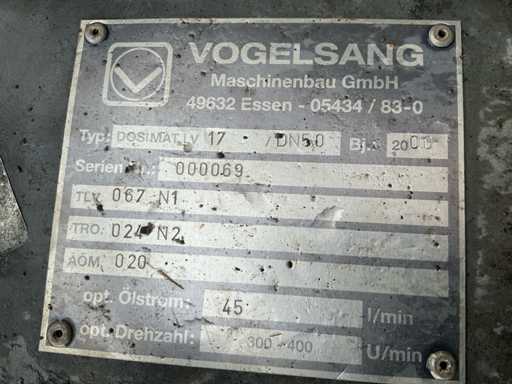 VOGELSANG
Maschinenbau GmbH
49632 Essen - 05434 / 83-0
Typ: DOSIMAT LV 17 / DN50 Bj.: 2000
Serien Nr.: 000069
TLV 067 N1
TRO: 024 N2
AOM 020
opt. Ölstrom: 45 l/min
opt. Drehzahl: 300-400 U/min